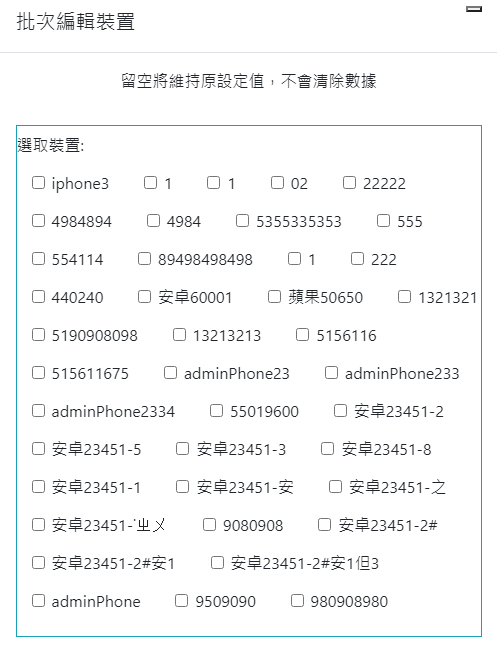 批次編輯裝置
留空將維持原設定值,不會清除數據
選取裝置:
iphone3 1 1 02 22222
4984894 4984 5355335353 555
554114 89498498498 1 222
440240 安卓60001 蘋果50650 1321321
5190908098 13213213 5156116
515611675 adminPhone23 adminPhone233
adminPhone2334 55019600 安卓23451-2
安卓23451-5 安卓23451-3 安卓23451-8
安卓23451-1 安卓23451-安 安卓23451-之
安卓23451-˙ㄓㄨ 9080908 安卓23451-2#
安卓23451-2#安1 安卓23451-2#安1但3
adminPhone 9509090 980908980